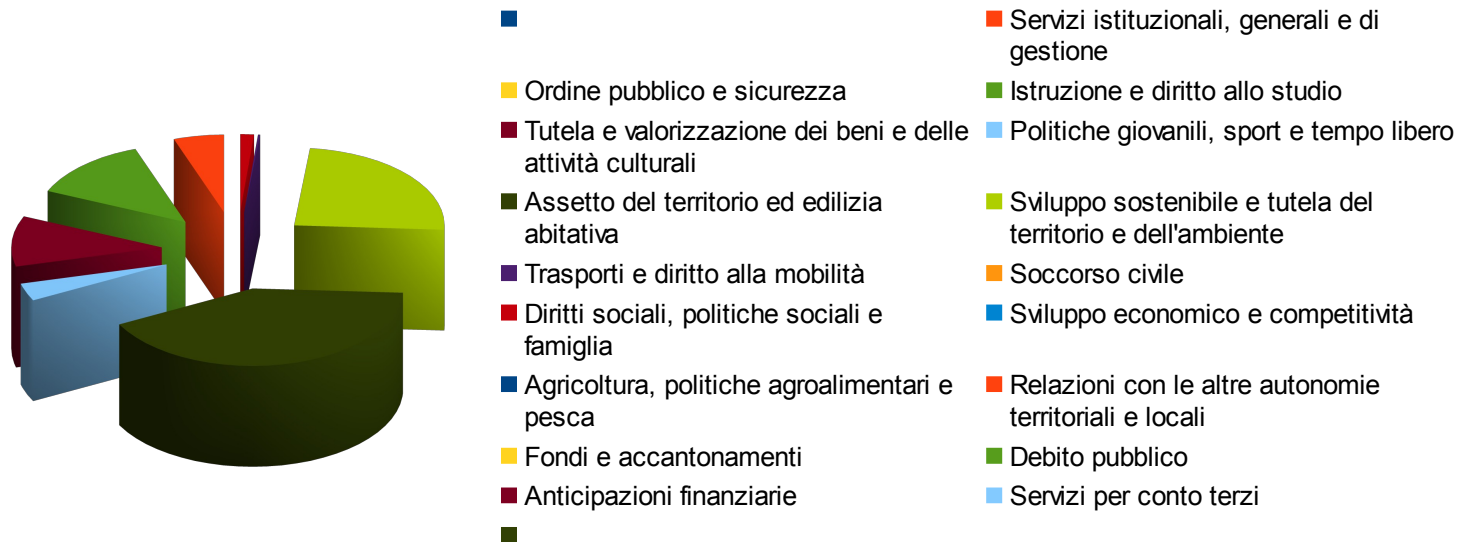 Servizi istituzionali, generali e di
gestione
Ordine pubblico e sicurezza
Istruzione e diritto allo studio
Tutela e valorizzazione dei beni e delle
attività culturali
Politiche giovanili, sport e tempo libero
Assetto del territorio ed edilizia
abitativa
Sviluppo sostenibile e tutela del
territorio e dell'ambiente
Trasporti e diritto alla mobilità
Soccorso civile
Diritti sociali, politiche sociali e
famiglia
Sviluppo economico e competitività
Agricoltura, politiche agroalimentari e
pesca
Relazioni con le altre autonomie
territoriali e locali
Fondi e accantonamenti
Debito pubblico
Anticipazioni finanziarie
Servizi per conto terzi